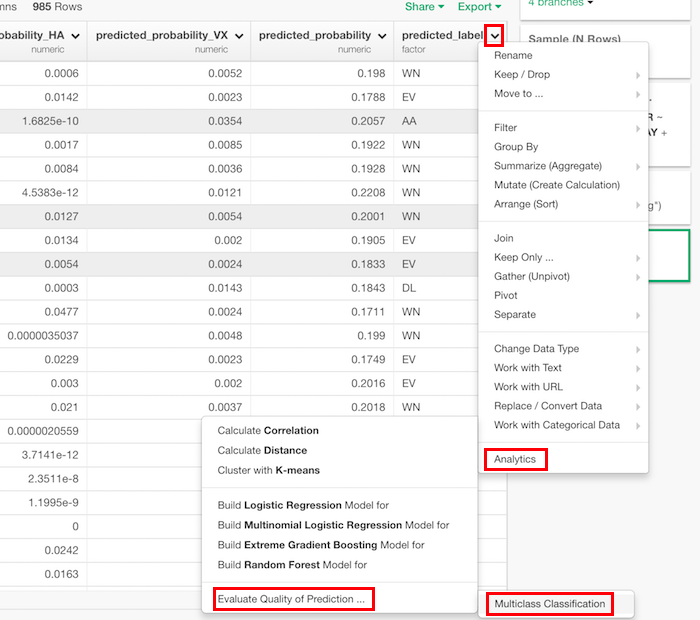 mns 985 Rows Share Export
4 branches
obability_HA predicted_probability_VX predicted_probability predicted_label
numeric numeric numeric factor
Sample (N Rows)
0.0006 0.0052 0.198 WN
0.0142 0.0023 0.1788 EV
1.6825e-10 0.0354 0.2057 AA
0.0017 0.0085 0.1922 WN
0.0084 0.0036 0.1928 WN
4.5383e-12 0.0121 0.2208 WN
0.0127 0.0054 0.2001 WN
0.0134 0.002 0.1905 EV
0.0054 0.0024 0.1833 EV
0.0003 0.0143 0.1843 DL
0.0477 0.0024 0.1711 WN
0.0000035037 0.0048 0.199 WN
0.0229 0.0023 0.1749 EV
0.003 0.002 0.2016 EV
0.021 0.0037 0.2018 WN
0.0000020559
3.7141e-12
2.3511e-8
1.1995e-9
0
0.0242
0.0163
Rename
Keep / Drop
Move to ...
Filter
Group By
Summarize (Aggregate)
Mutate (Create Calculation)
Arrange (Sort)
Join
Keep Only ...
Gather (Unpivot)
Pivot
Separate
Change Data Type
Work with Text
Work with URL
Replace / Convert Data
Work with Categorical Data
Analytics
R ~
AY +
g")
Calculate Correlation
Calculate Distance
Cluster with K-means
Build Logistic Regression Model for
Build Multinomial Logistic Regression Model for
Build Extreme Gradient Boosting Model for
Build Random Forest Model for
Evaluate Quality of Prediction ...
Multiclass Classification